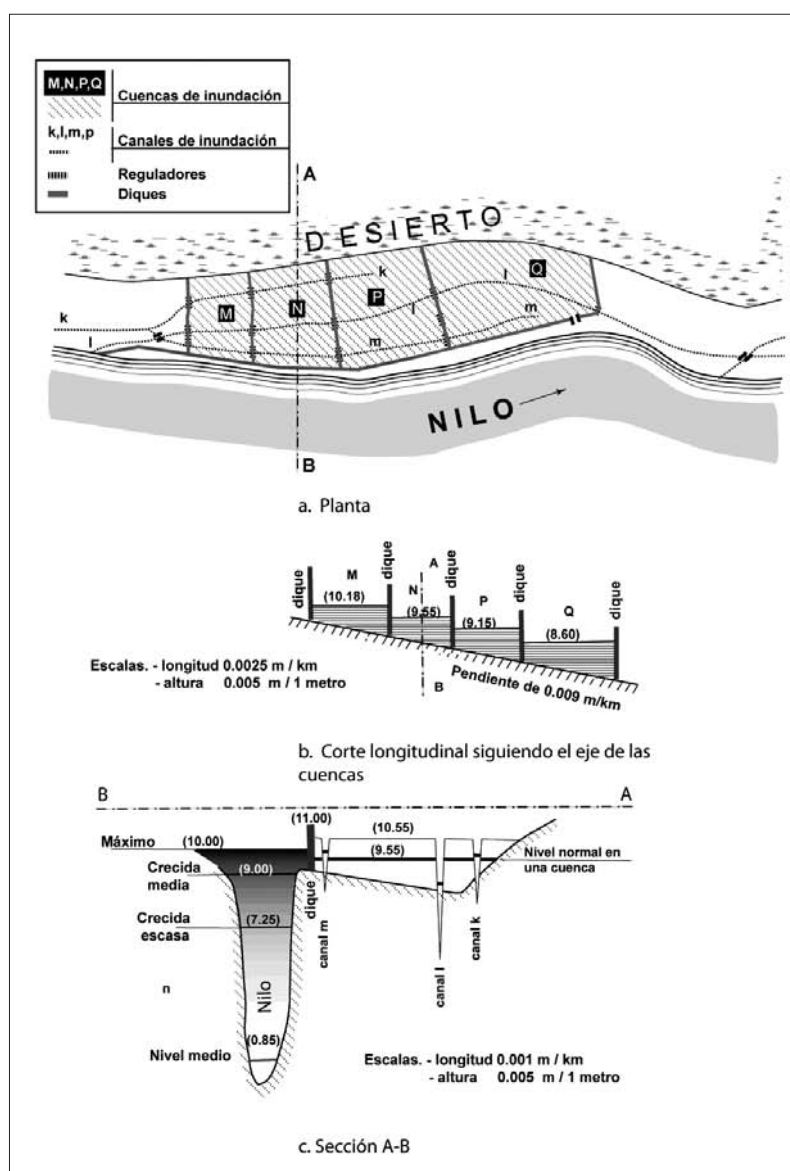 M,N,P,Q
Cuencas de inundación
k,l,m,p
Canales de inundación
Reguladores
Diques
A
DESIERTO
k
Q
l
P
M
N
l
m
k
l
m
NILO
B
a. Planta
dique
M
(10.18)
dique
A
N
(9.55)
dique
P
(9.15)
dique
Q
(8.60)
dique
Escalas. - longitud 0.0025 m / km
- altura 0.005 m / 1 metro
B
Pendiente de 0.009 m/km
b. Corte longitudinal siguiendo el eje de las
cuencas
B
A
(11.00)
Máximo
(10.00)
(10.55)
(9.55)
Nivel normal en
una cuenca
Crecida
media
(9.00)
dique
canal m
canal l
canal k
Crecida
escasa
(7.25)
n
Nilo
(0.85)
Nivel medio
Escalas. - longitud 0.001 m / km
- altura 0.005 m / 1 metro
c. Sección A-B